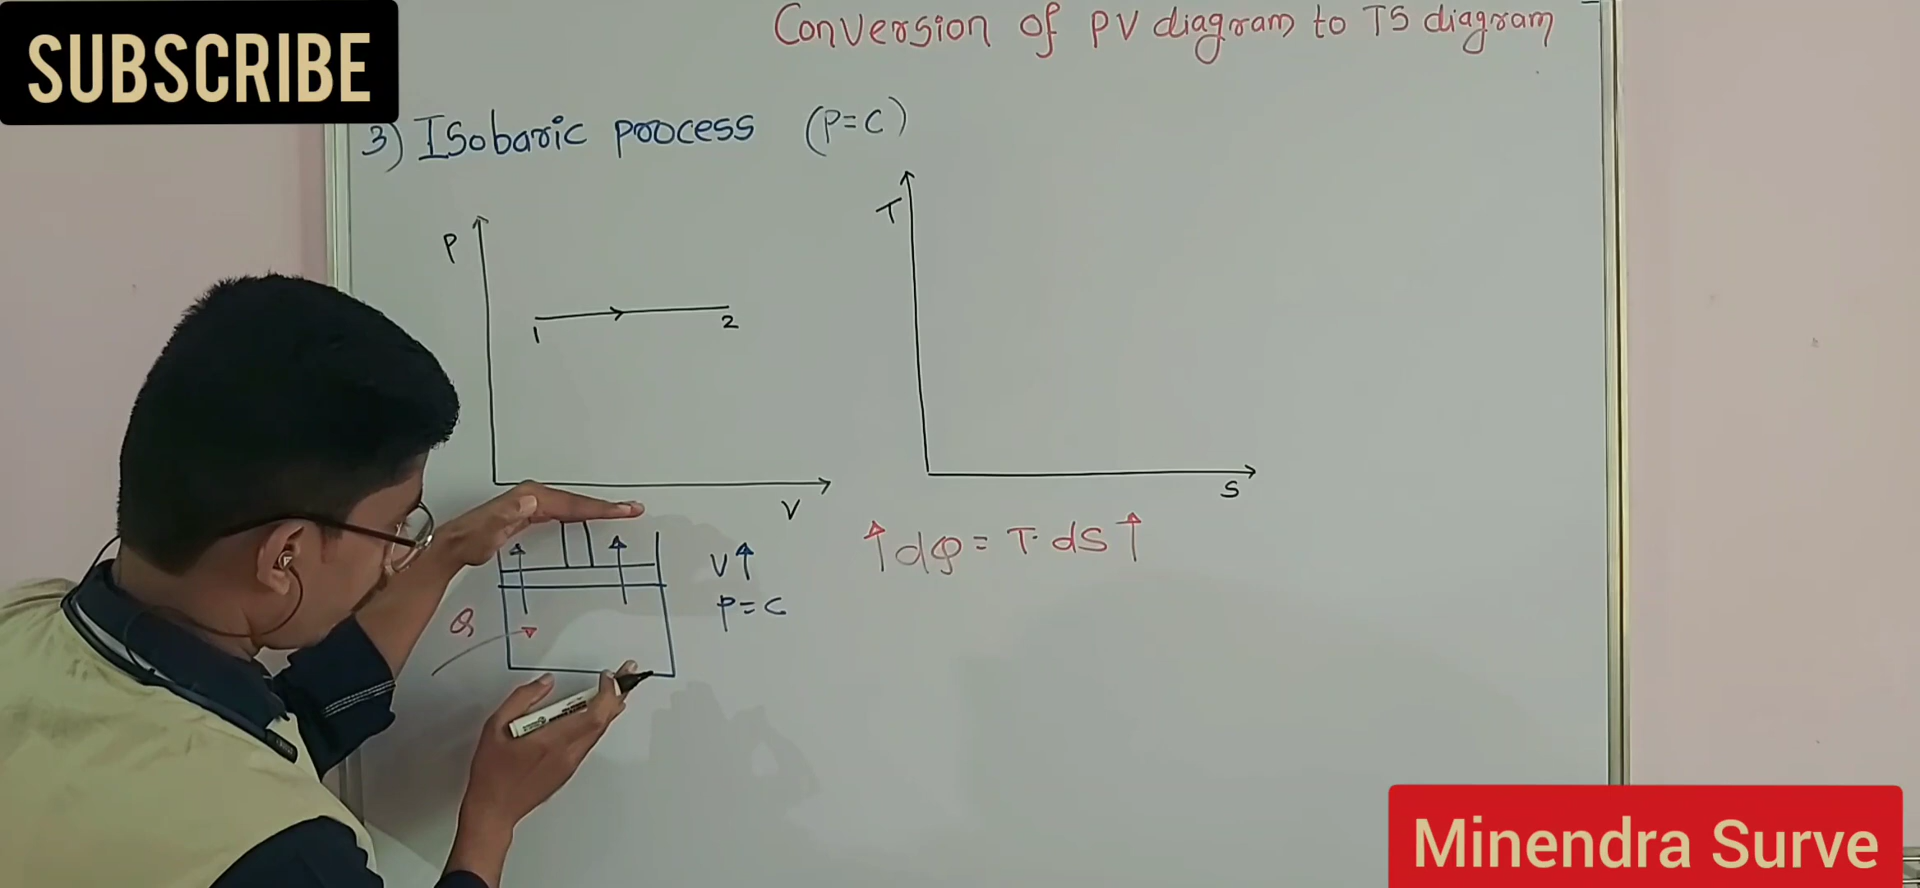 SUBSCRIBE
Conversion of PV diagram to TS diagram
3) Isobaric process (P=C)
P
1
2
V
T
S
↑dQ = T·dS↑
V↑
P=C
Q
Minendra Surve